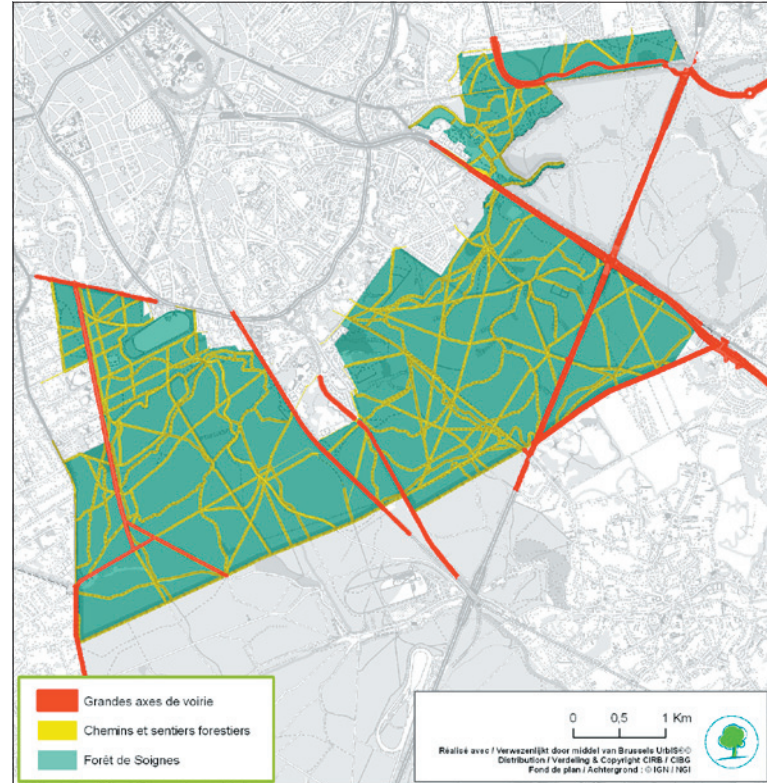 Grandes axes de voirie
Chemins et sentiers forestiers
Forêt de Soignes
0 0,5 1 Km
Réalisé avec / Verwezenlijkt door middel van Brussels UrbIS©©
Distribution / Verdeling & Copyright CIRB / CIBG
Fond de plan / Achtergrond : © IGN / NGI